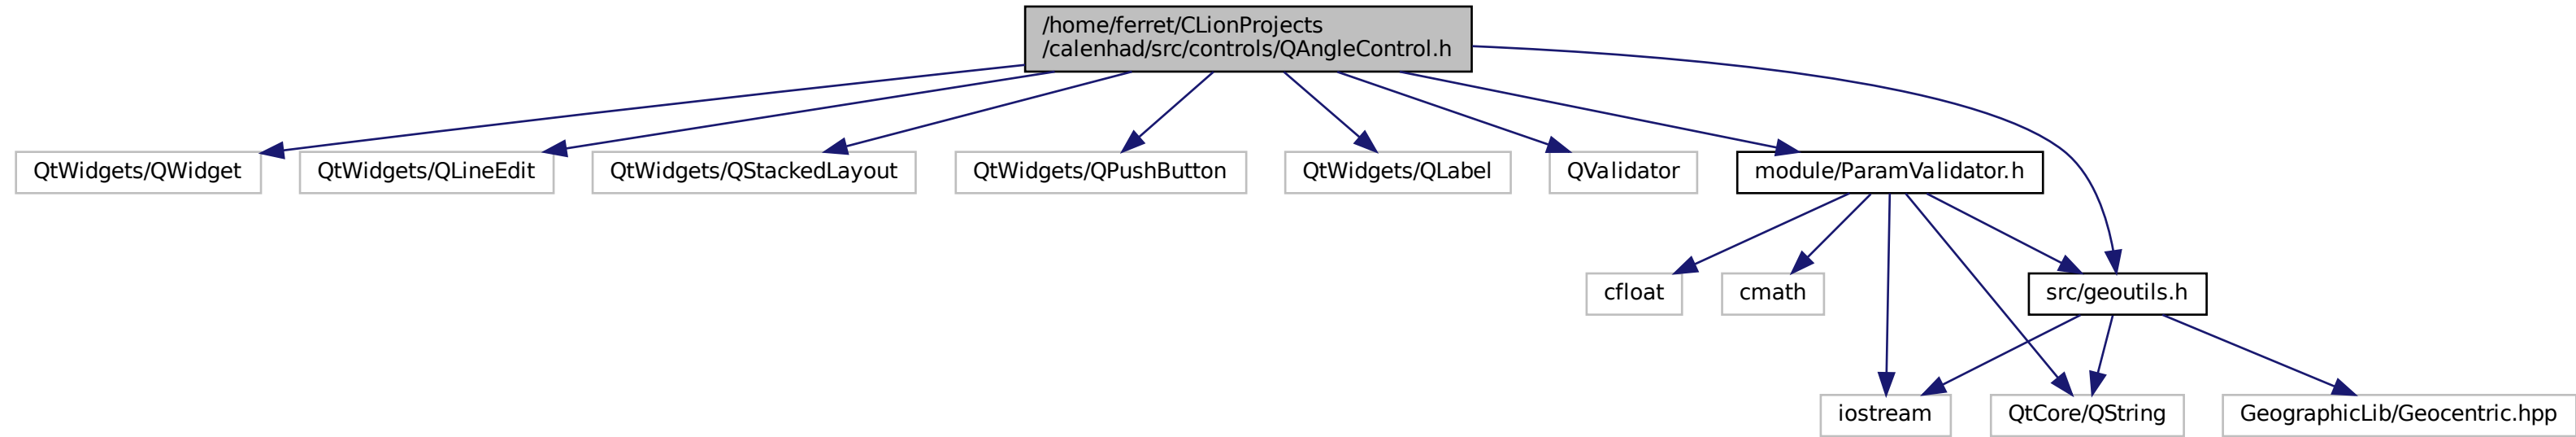 /home/ferret/CLionProjects
/calenhad/src/controls/QAngleControl.h
QtWidgets/QWidget
QtWidgets/QLineEdit
QtWidgets/QStackedLayout
QtWidgets/QPushButton
QtWidgets/QLabel
QValidator
module/ParamValidator.h
cfloat
cmath
src/geoutils.h
iostream
QtCore/QString
GeographicLib/Geocentric.hpp